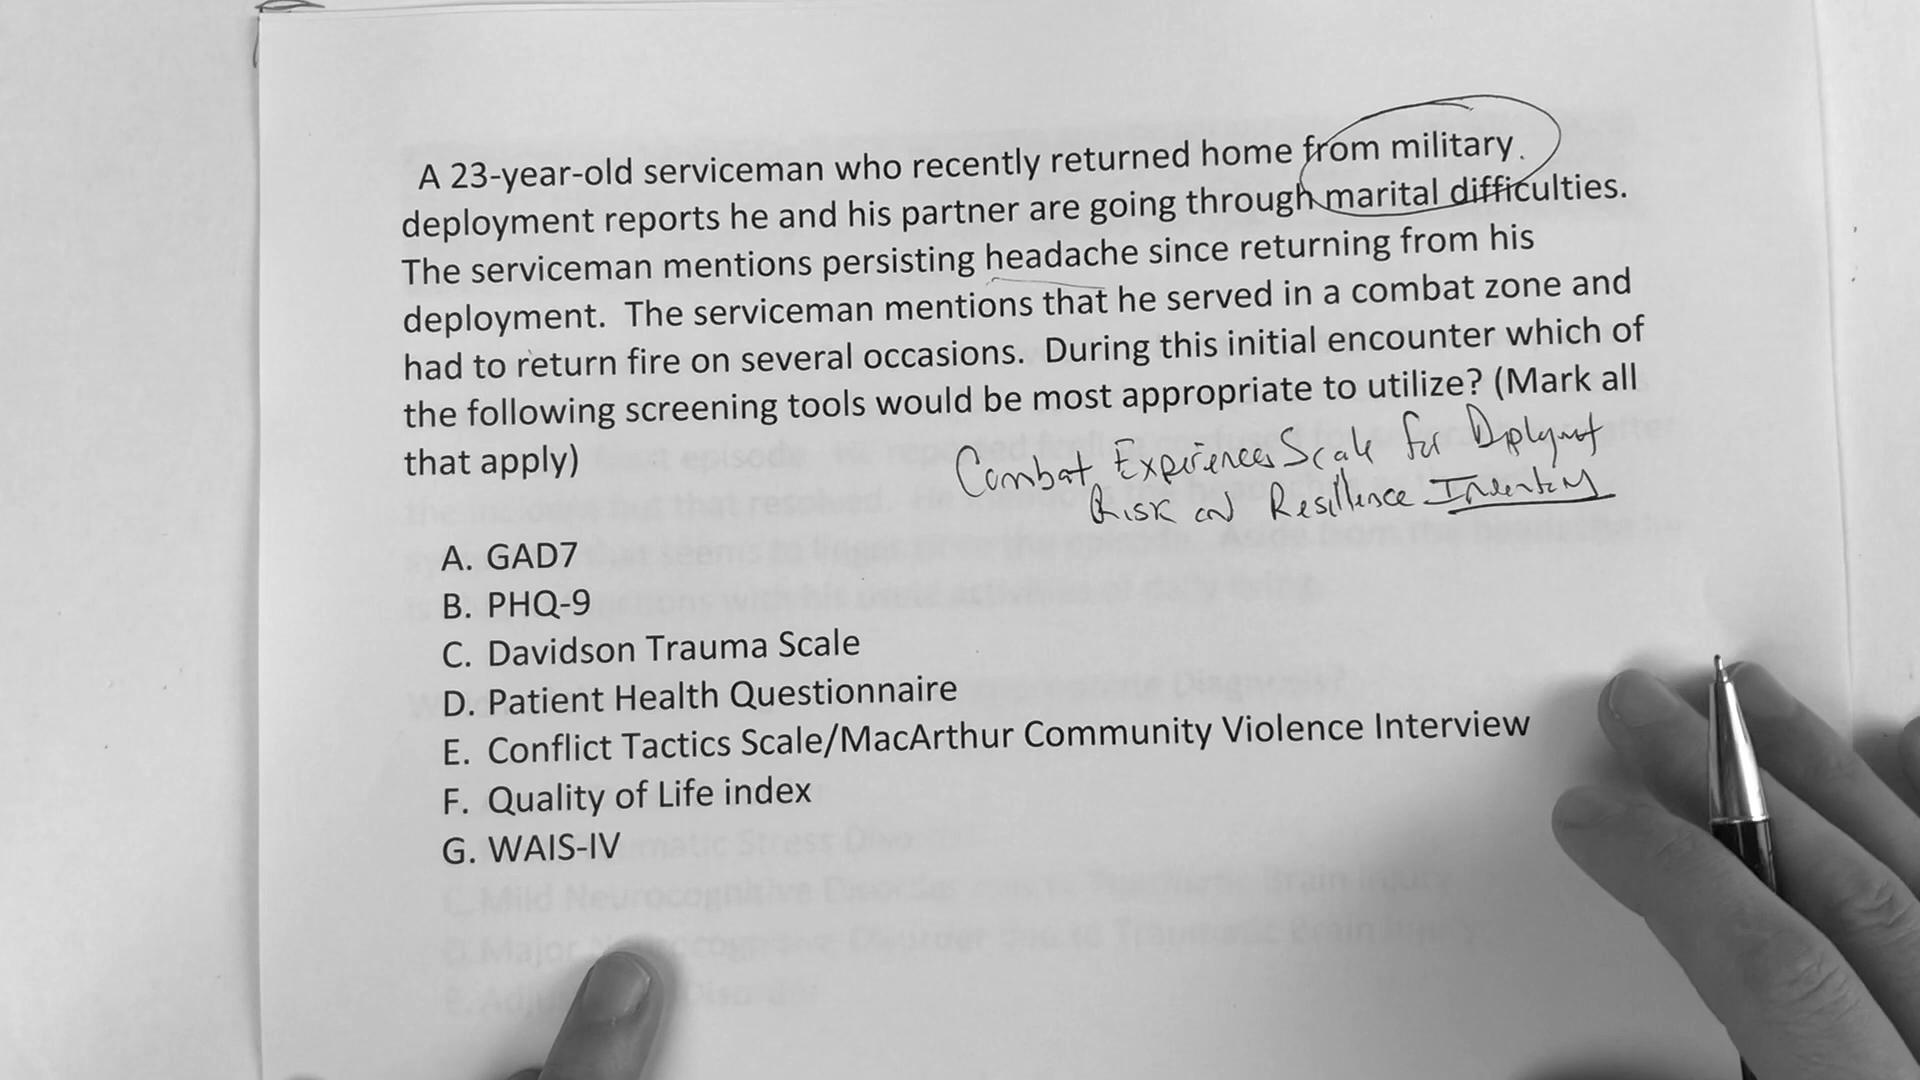 A 23-year-old serviceman who recently returned home from military
deployment reports he and his partner are going through marital difficulties.
The serviceman mentions persisting headache since returning from his
deployment. The serviceman mentions that he served in a combat zone and
had to return fire on several occasions. During this initial encounter which of
the following screening tools would be most appropriate to utilize? (Mark all
that apply)
Combat Experiences Scale for
Risk and Resillence Inventory
A. GAD7
B. PHQ-9
C. Davidson Trauma Scale
D. Patient Health Questionnaire
E. Conflict Tactics Scale/MacArthur Community Violence Interview
F. Quality of Life index
G. WAIS-IV